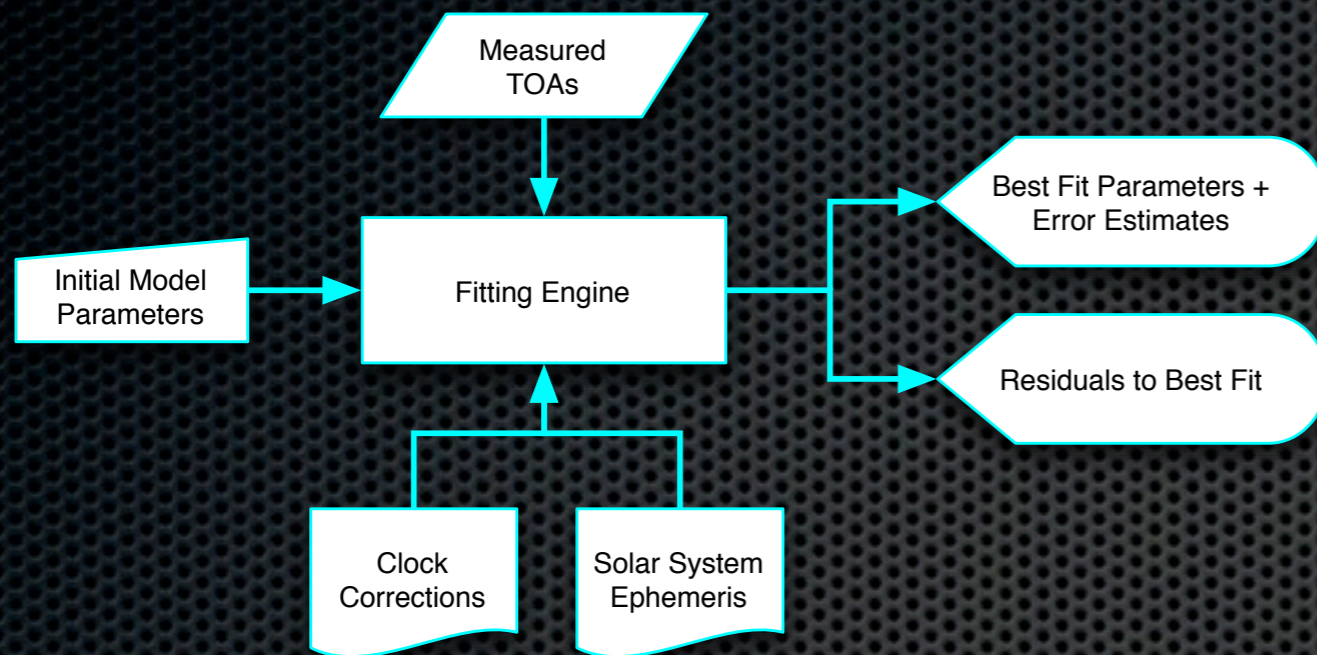 Measured
TOAs
Initial Model
Parameters
Fitting Engine
Best Fit Parameters +
Error Estimates
Residuals to Best Fit
Clock
Corrections
Solar System
Ephemeris